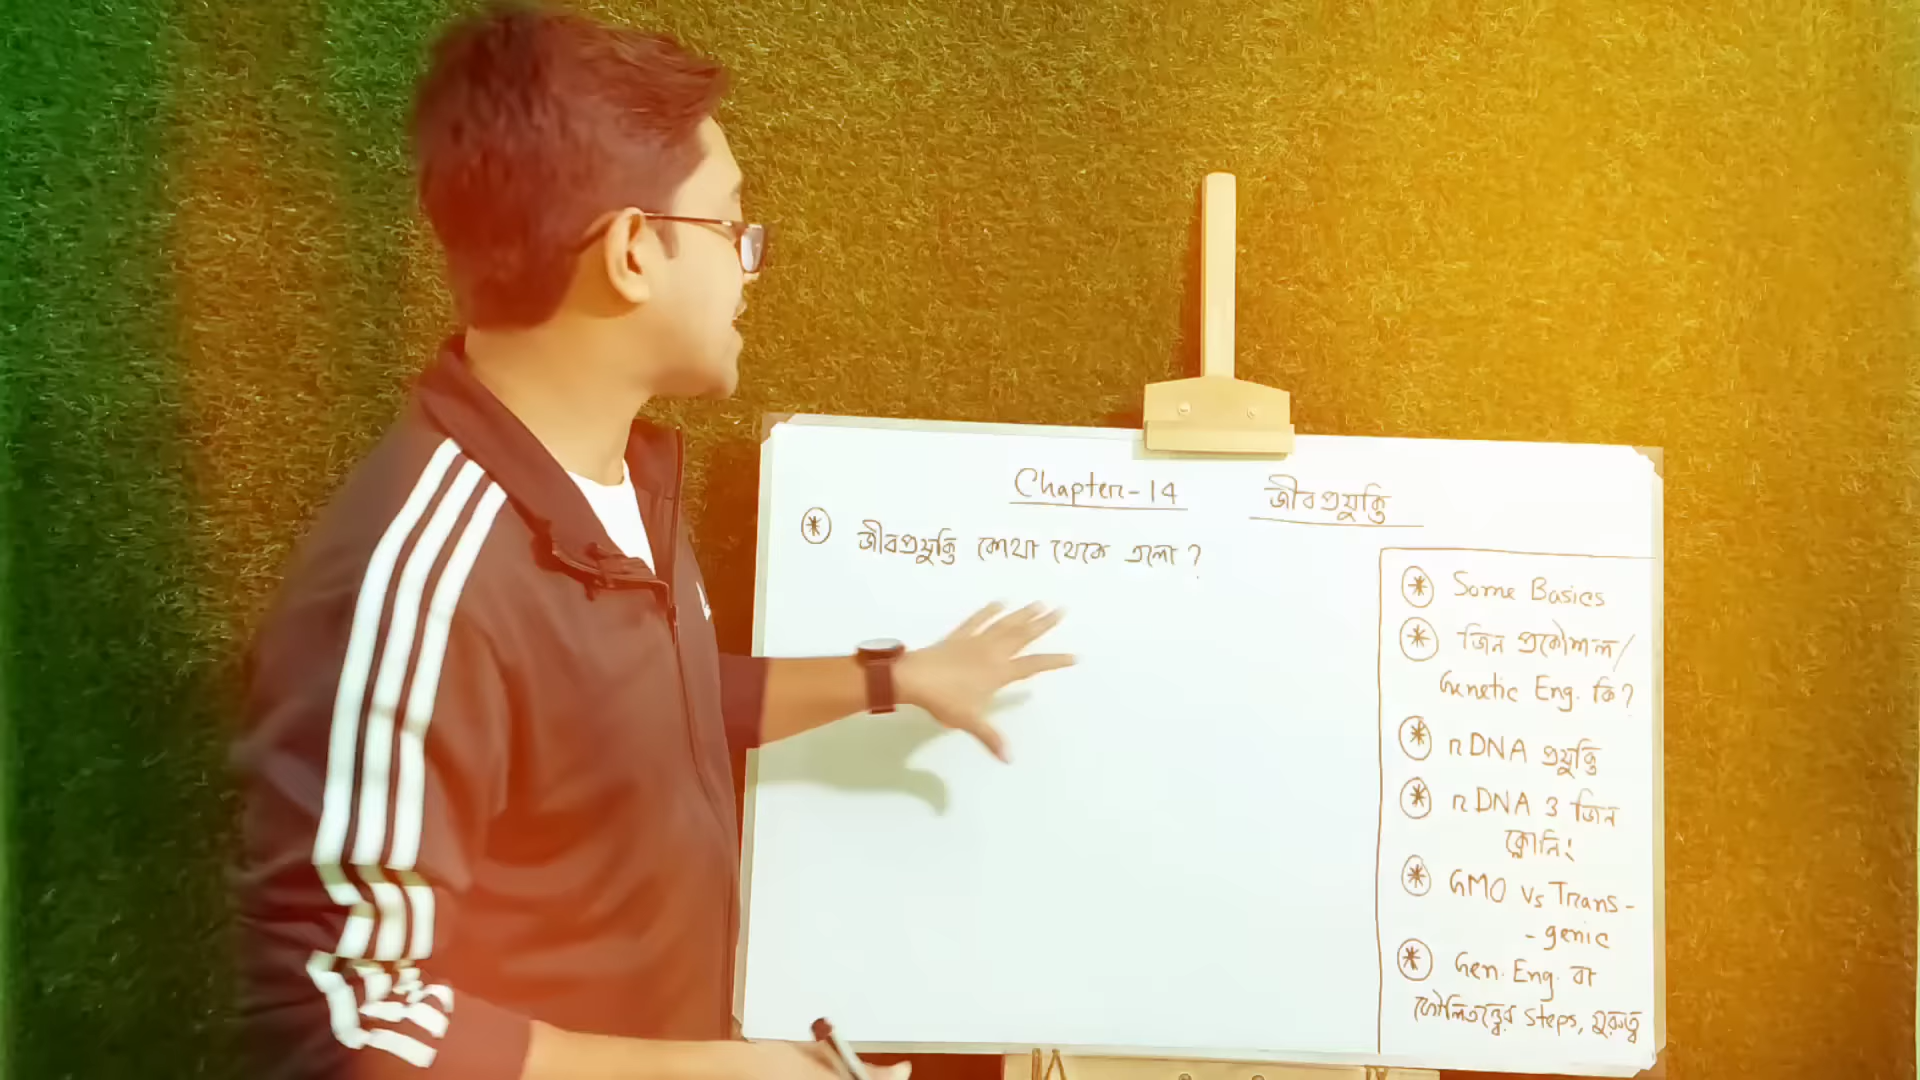 Chapter-14 জীবপ্রযুক্তি
* জীবপ্রযুক্তি কোথা থেকে এলো ?
* Some Basics
* জিন প্রকৌশল/
Genetic Eng. কি?
* rDNA প্রযুক্তি
* rDNA ও জিন
ক্লোনিং
* GMO Vs Trans-
- genic
* Gen. Eng. বা
কৌলিতত্ত্বের steps, গুরুত্ব